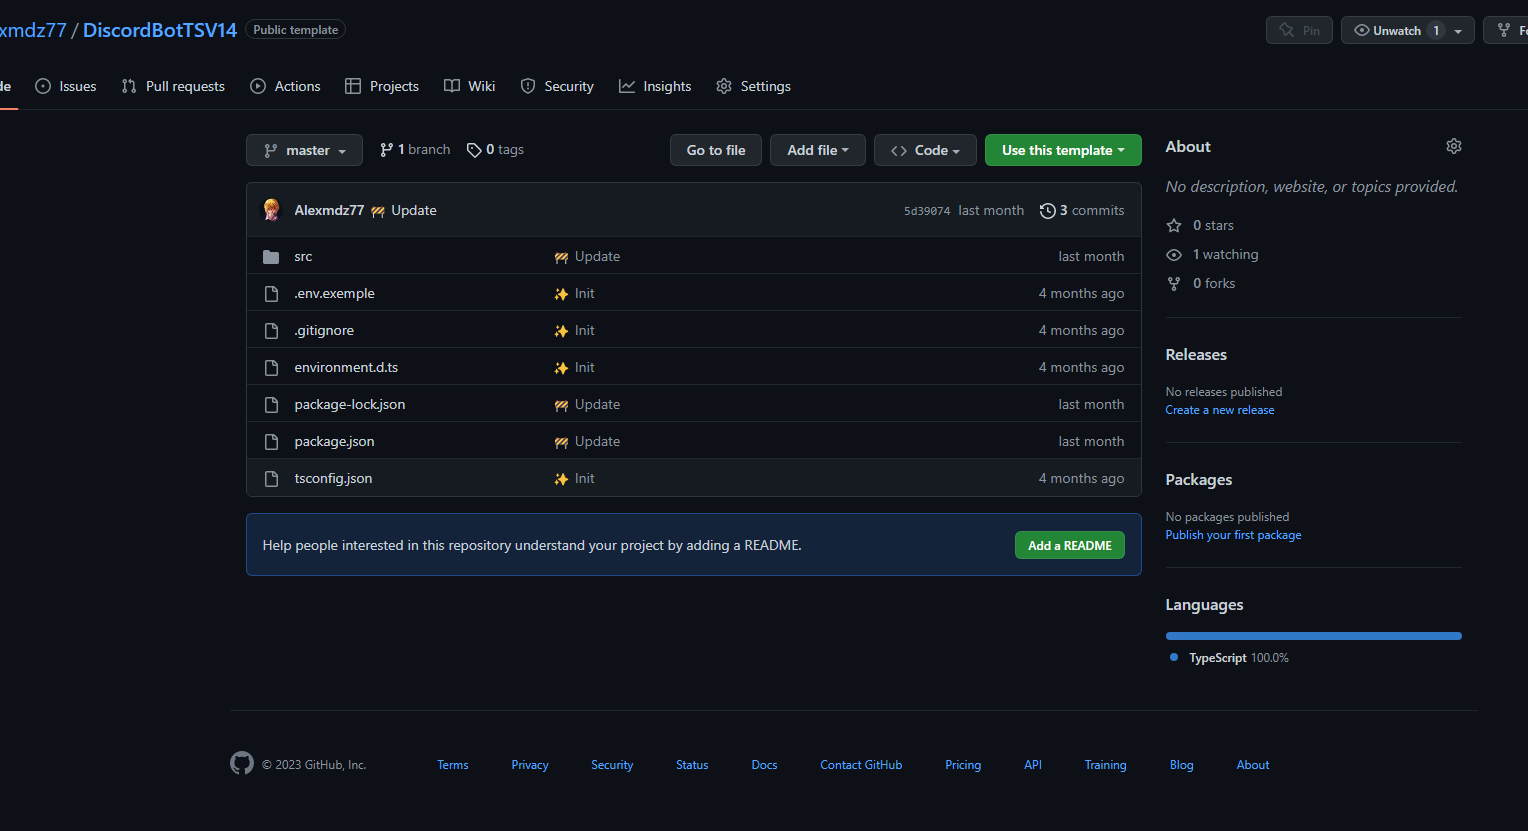 xmdz77 / DiscordBotTSV14 Public template
Pin
Unwatch 1
Issues Pull requests Actions Projects Wiki Security Insights Settings
master 1 branch 0 tags Go to file Add file <> Code Use this template
Alexmdz77 🚧 Update 5d39074 last month 3 commits
src 🚧 Update last month
.env.exemple ✨ Init 4 months ago
.gitignore ✨ Init 4 months ago
environment.d.ts ✨ Init 4 months ago
package-lock.json 🚧 Update last month
package.json 🚧 Update last month
tsconfig.json ✨ Init 4 months ago
Help people interested in this repository understand your project by adding a README. Add a README
About
No description, website, or topics provided.
0 stars
1 watching
0 forks
Releases
No releases published
Create a new release
Packages
No packages published
Publish your first package
Languages
TypeScript 100.0%
© 2023 GitHub, Inc. Terms Privacy Security Status Docs Contact GitHub Pricing API Training Blog About